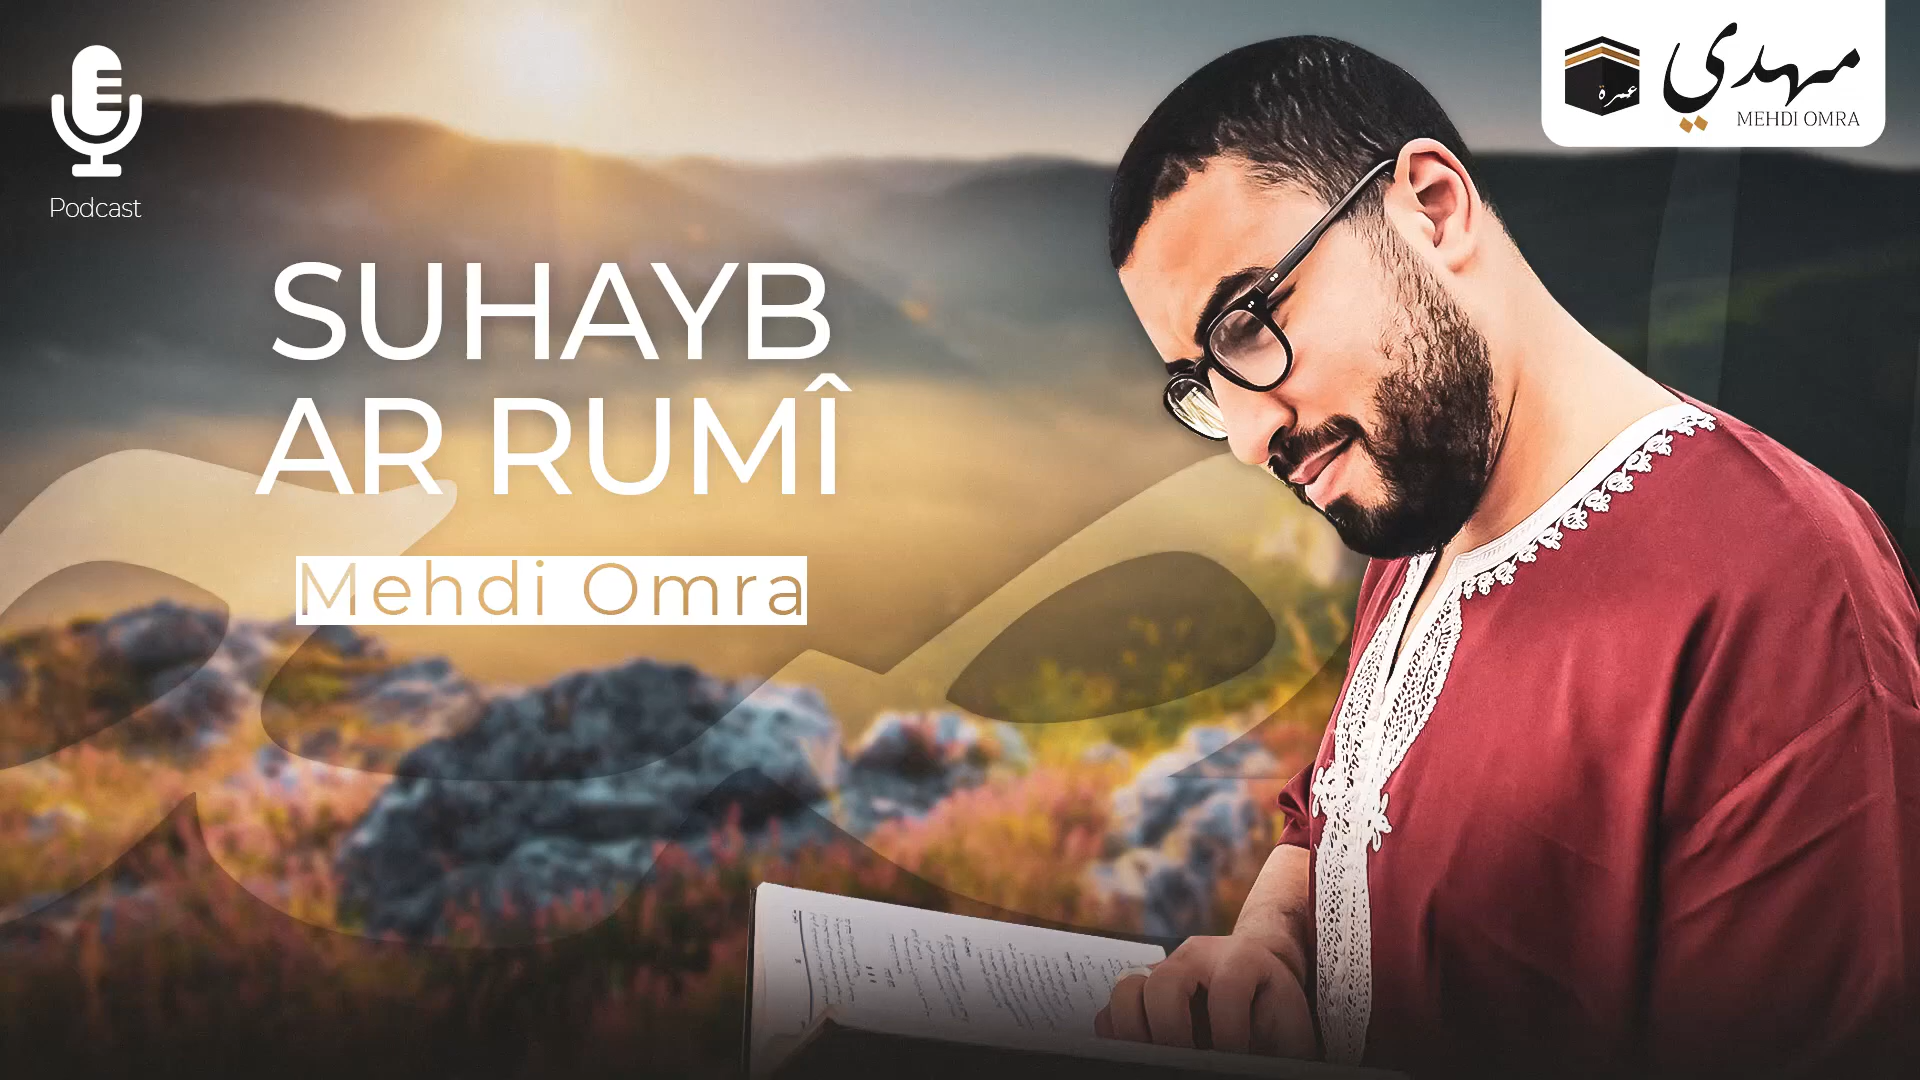 Podcast
SUHAYB
AR RUMÎ
Mehdi Omra
عمرة
مهدي
MEHDI OMRA